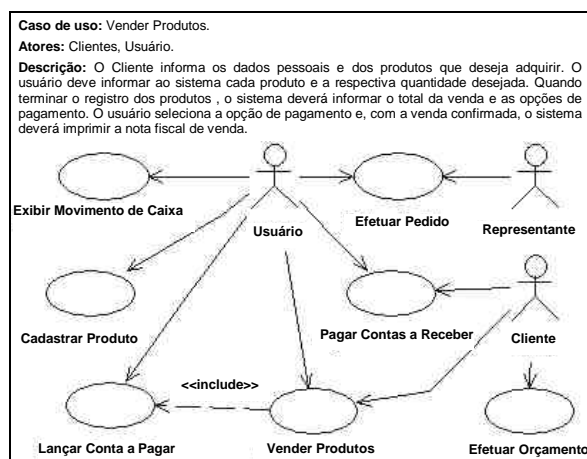 Caso de uso: Vender Produtos.
Atores: Clientes, Usuário.
Descrição: O Cliente informa os dados pessoais e dos produtos que deseja adquirir. O
usuário deve informar ao sistema cada produto e a respectiva quantidade desejada. Quando
terminar o registro dos produtos , o sistema deverá informar o total da venda e as opções de
pagamento. O usuário seleciona a opção de pagamento e, com a venda confirmada, o sistema
deverá imprimir a nota fiscal de venda.
Exibir Movimento de Caixa
Usuário
Efetuar Pedido
Representante
Cadastrar Produto
Pagar Contas a Receber
Cliente
<<include>>
Lançar Conta a Pagar
Vender Produtos
Efetuar Orçamento